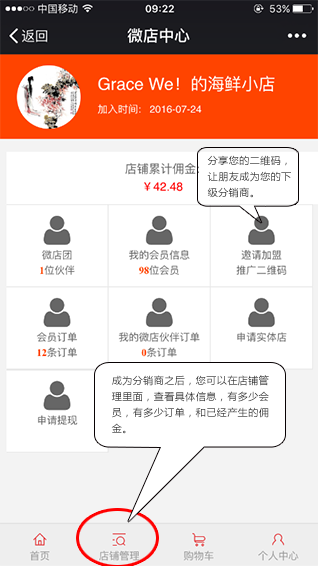 中国移动 09:22 53%
返回 微店中心
Grace We！的海鲜小店
加入时间： 2016-07-24
分享您的二维码，
让朋友成为您的下
级分销商。
店铺累计佣金
￥42.48
微店团 我的会员信息 邀请加盟
1位伙伴 98位会员 推广二维码
会员订单 我的微店伙伴订单 申请实体店
12条订单 0条订单
成为分销商之后，您可以在店铺管
理里面，查看具体信息，有多少会
员，有多少订单，和已经产生的佣
金。
申请提现
首页 店铺管理 购物车 个人中心